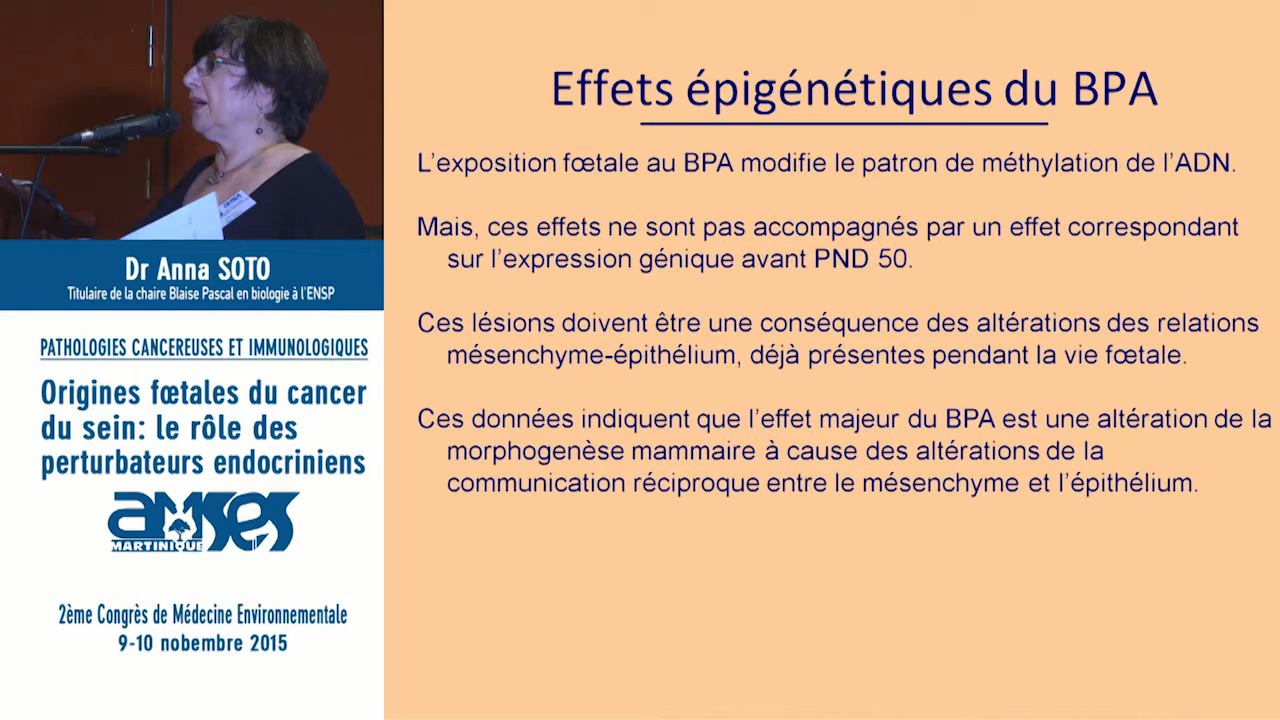 Dr Anna SOTO
Titulaire de la chaire Blaise Pascal en biologie à l'ENSP
PATHOLOGIES CANCEREUSES ET IMMUNOLOGIQUES
Origines fœtales du cancer
du sein: le rôle des
perturbateurs endocriniens
AMSES
MARTINIQUE
2ème Congrès de Médecine Environnementale
9-10 nobembre 2015
Effets épigénétiques du BPA
L'exposition fœtale au BPA modifie le patron de méthylation de l'ADN.
Mais, ces effets ne sont pas accompagnés par un effet correspondant
sur l'expression génique avant PND 50.
Ces lésions doivent être une conséquence des altérations des relations
mésenchyme-épithélium, déjà présentes pendant la vie fœtale.
Ces données indiquent que l'effet majeur du BPA est une altération de la
morphogenèse mammaire à cause des altérations de la
communication réciproque entre le mésenchyme et l'épithélium.